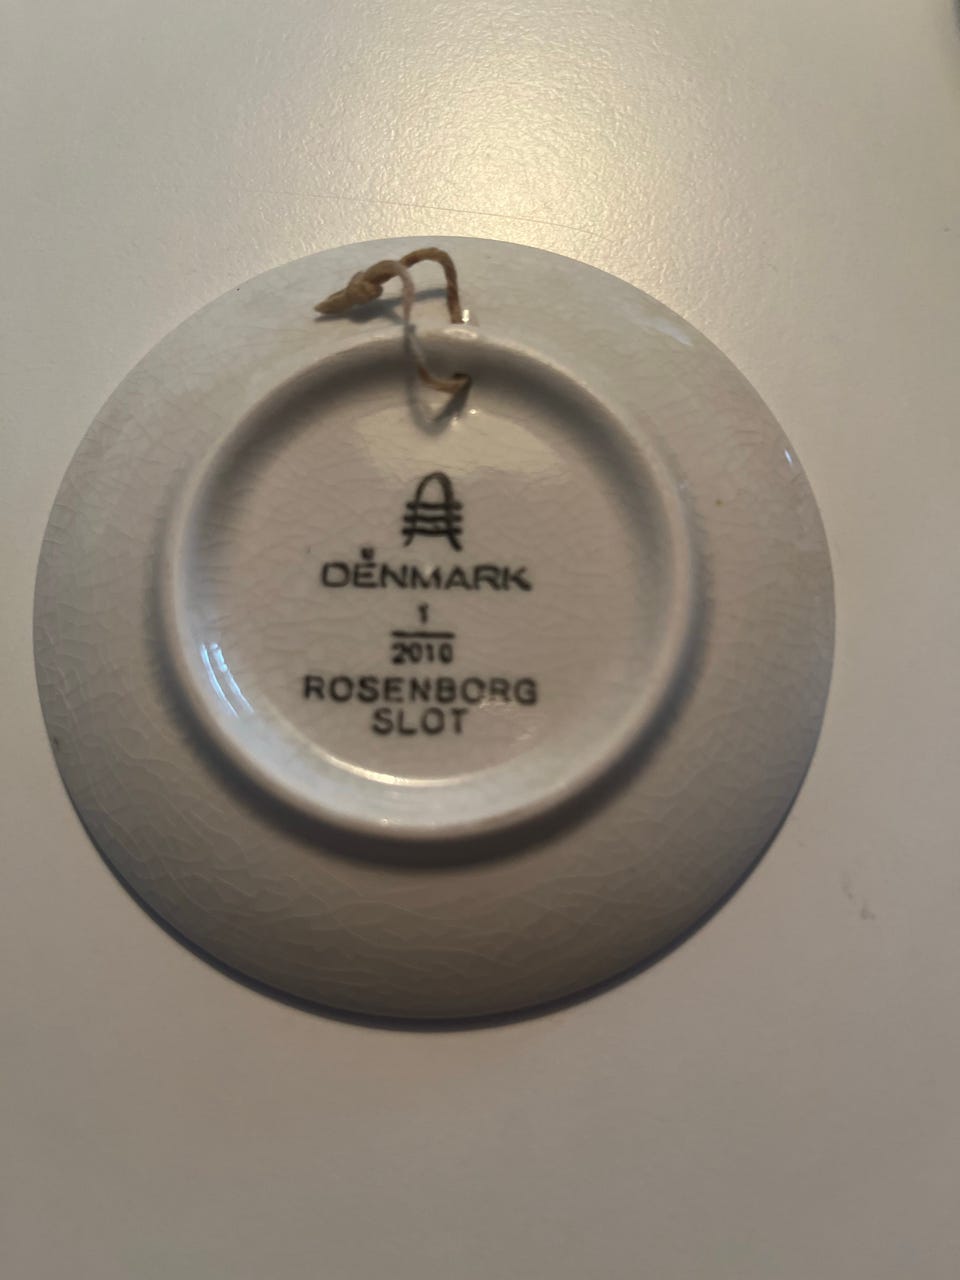 DENMARK
1
2010
ROSENBORG
SLOT